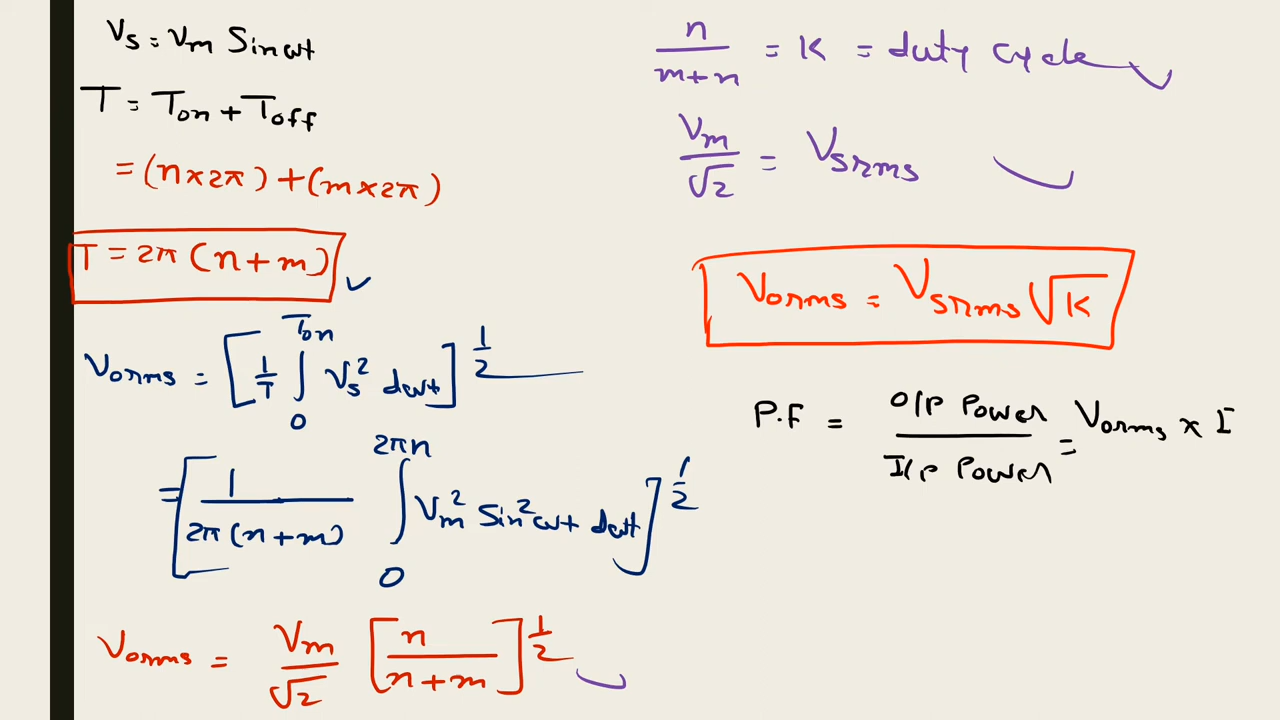 Vs = Vm Sin ωt
T = Ton + Toff
= (n×2π) + (m×2π)
T = 2π (n + m)
Vorms = [ 1/T ∫₀^Ton Vs² dωt ]^1/2
= [ 1/2π(n+m) ∫₀^2πn Vm² Sin² ωt dωt ]^1/2
Vorms = Vm/√2 [ n/n+m ]^1/2
n/m+n = K = duty cycle
Vm/√2 = Vsrms
Vorms = Vsrms √K
P.F = O/P Power/I/P Power = Vorms × I